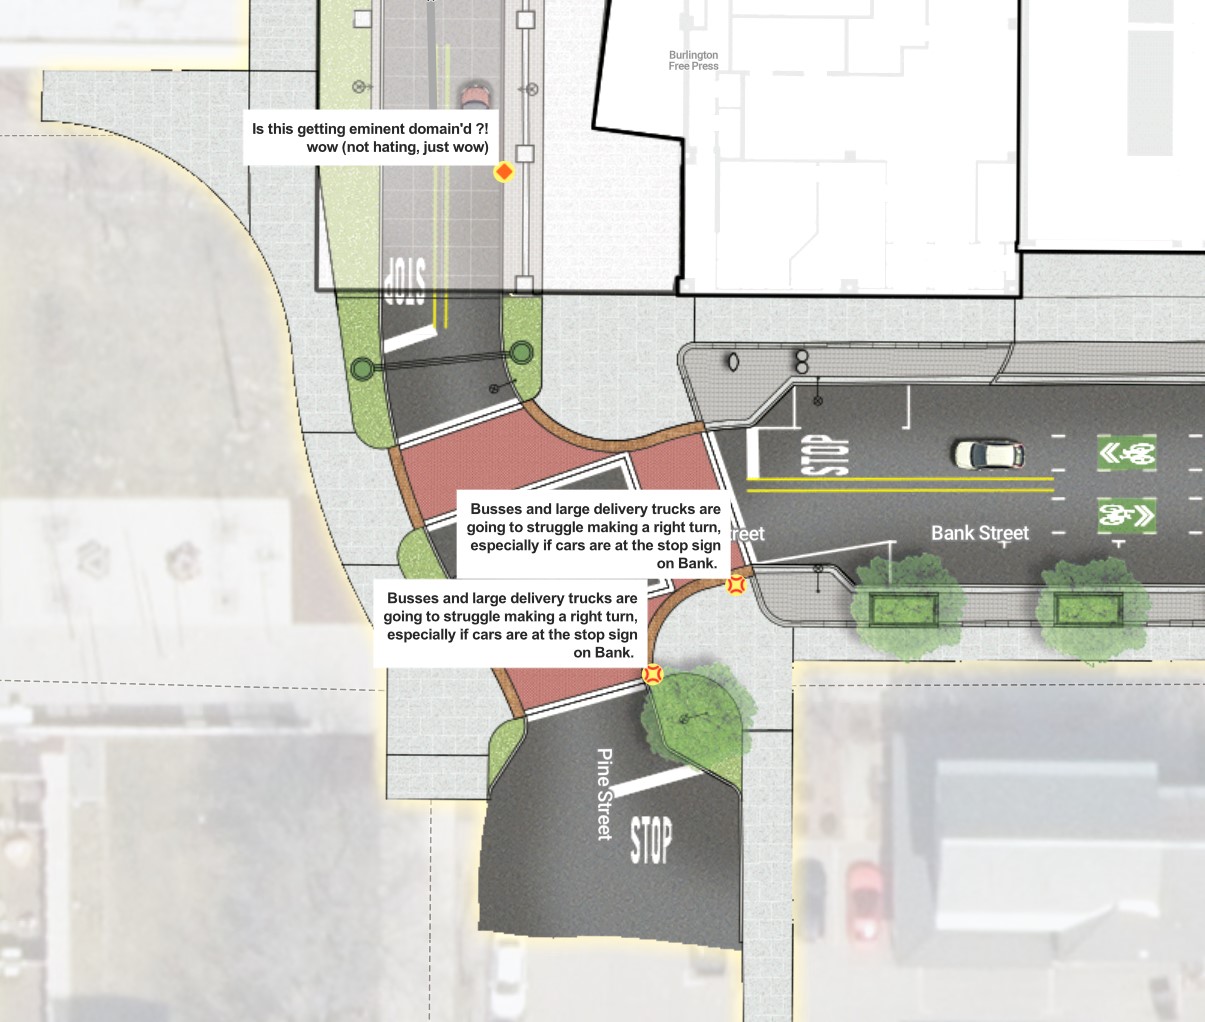 Burlington
Free Press
Is this getting eminent domain'd ?!
wow (not hating, just wow)
STOP
STOP
Busses and large delivery trucks are
going to struggle making a right turn,
especially if cars are at the stop sign
on Bank.
reet
Bank Street
Busses and large delivery trucks are
going to struggle making a right turn,
especially if cars are at the stop sign
on Bank.
Pine Street
STOP